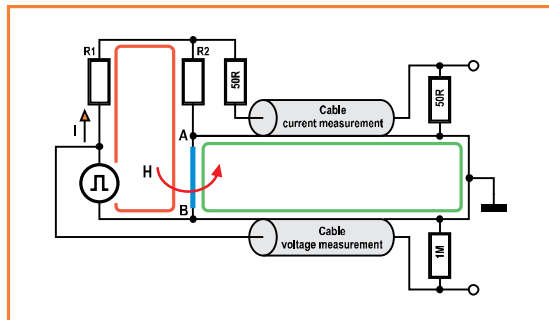 R1
R2
50R
Cable
current measurement
50R
I
A
H
B
Cable
voltage measurement
1M